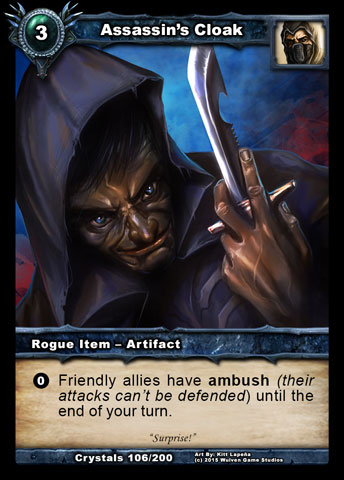 3
Assassin's Cloak
Rogue Item – Artifact
0 Friendly allies have ambush (their
attacks can't be defended) until the
end of your turn.
"Surprise!"
Crystals 106/200
Art By: Kitt Lapeña
(c) 2015 Wulven Game Studios